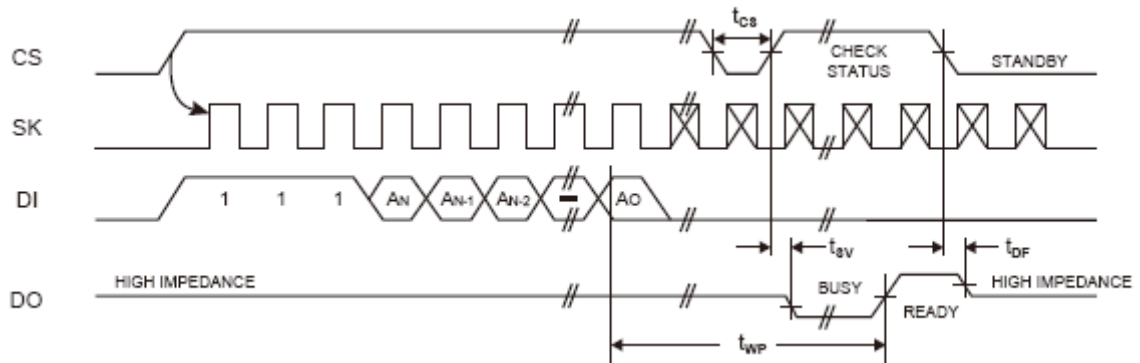 CS
tCS
CHECK
STATUS
STANDBY
SK
DI
1 1 1 AN AN-1 AN-2 AO
tSV
tDF
DO
HIGH IMPEDANCE
BUSY
READY
HIGH IMPEDANCE
tWP